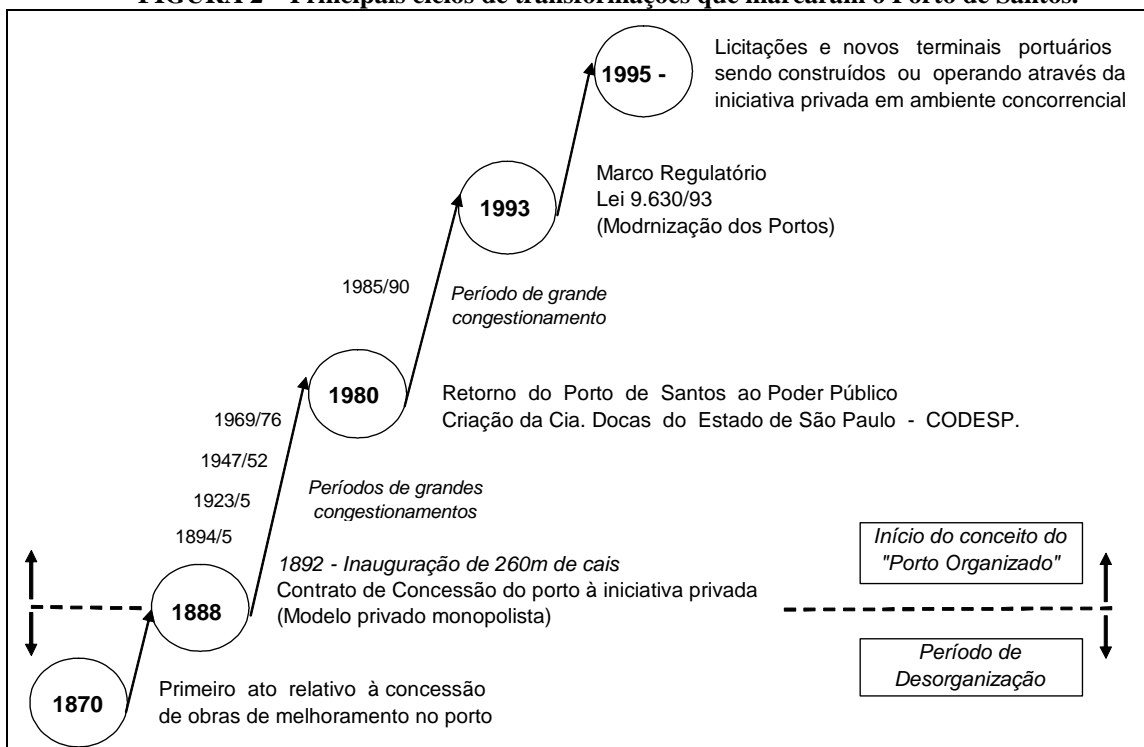 FIGURA 2 – Principais ciclos de transformações que marcaram o Porto de Santos.
1995 -
Licitações e novos terminais portuários
sendo construídos ou operando através da
iniciativa privada em ambiente concorrencial
1993
Marco Regulatório
Lei 9.630/93
(Modrnização dos Portos)
1985/90
Período de grande
congestionamento
1980
Retorno do Porto de Santos ao Poder Público
Criação da Cia. Docas do Estado de São Paulo - CODESP.
1969/76
1947/52
1923/5
1894/5
Períodos de grandes
congestionamentos
Início do conceito do
"Porto Organizado"
1888
1892 - Inauguração de 260m de cais
Contrato de Concessão do porto à iniciativa privada
(Modelo privado monopolista)
Período de
Desorganização
1870
Primeiro ato relativo à concessão
de obras de melhoramento no porto